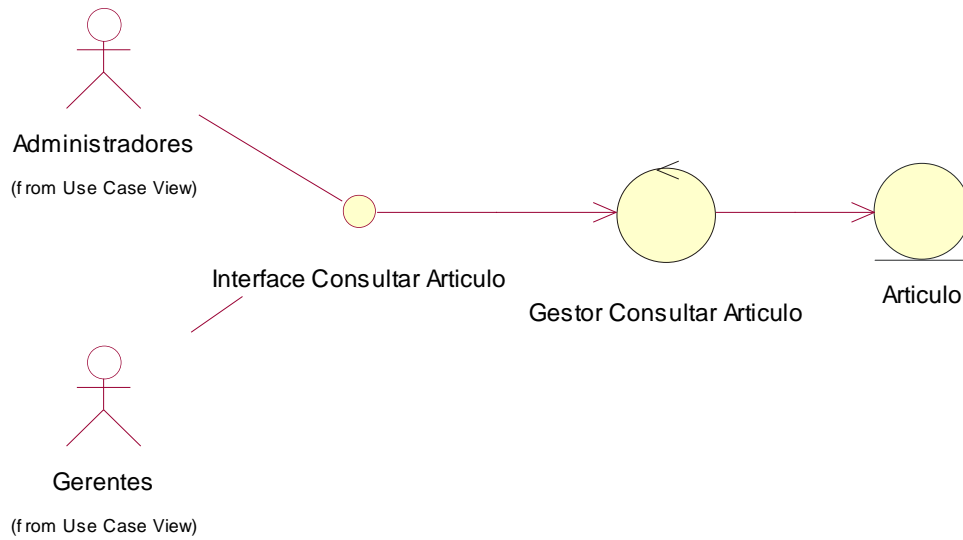 Administradores
(from Use Case View)
Interface Consultar Articulo
Gestor Consultar Articulo
Articulo
Gerentes
(from Use Case View)